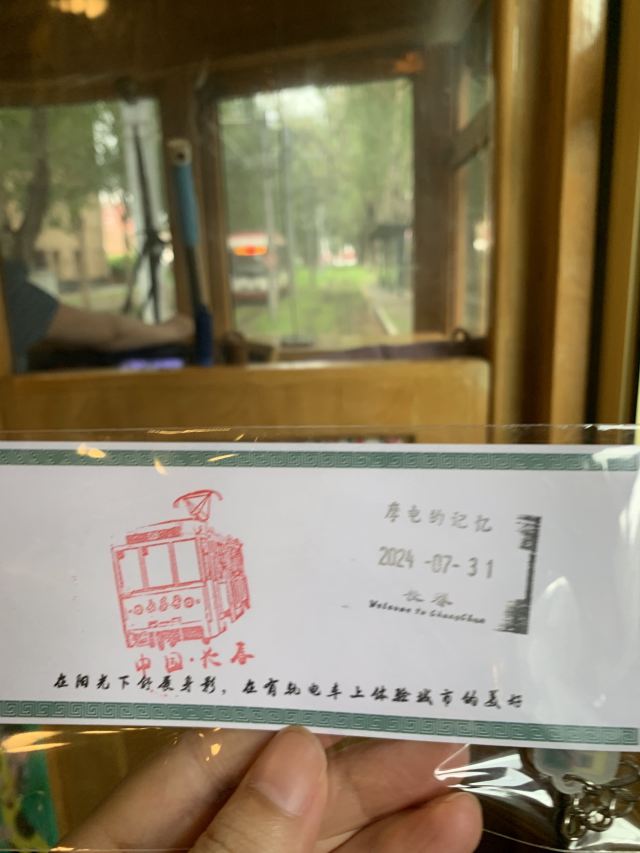 摩电的记忆
2024-07-31
长春
Welcome to ChangChun
中国·长春
在阳光下舒展身影，在有轨电车上体验城市的美好